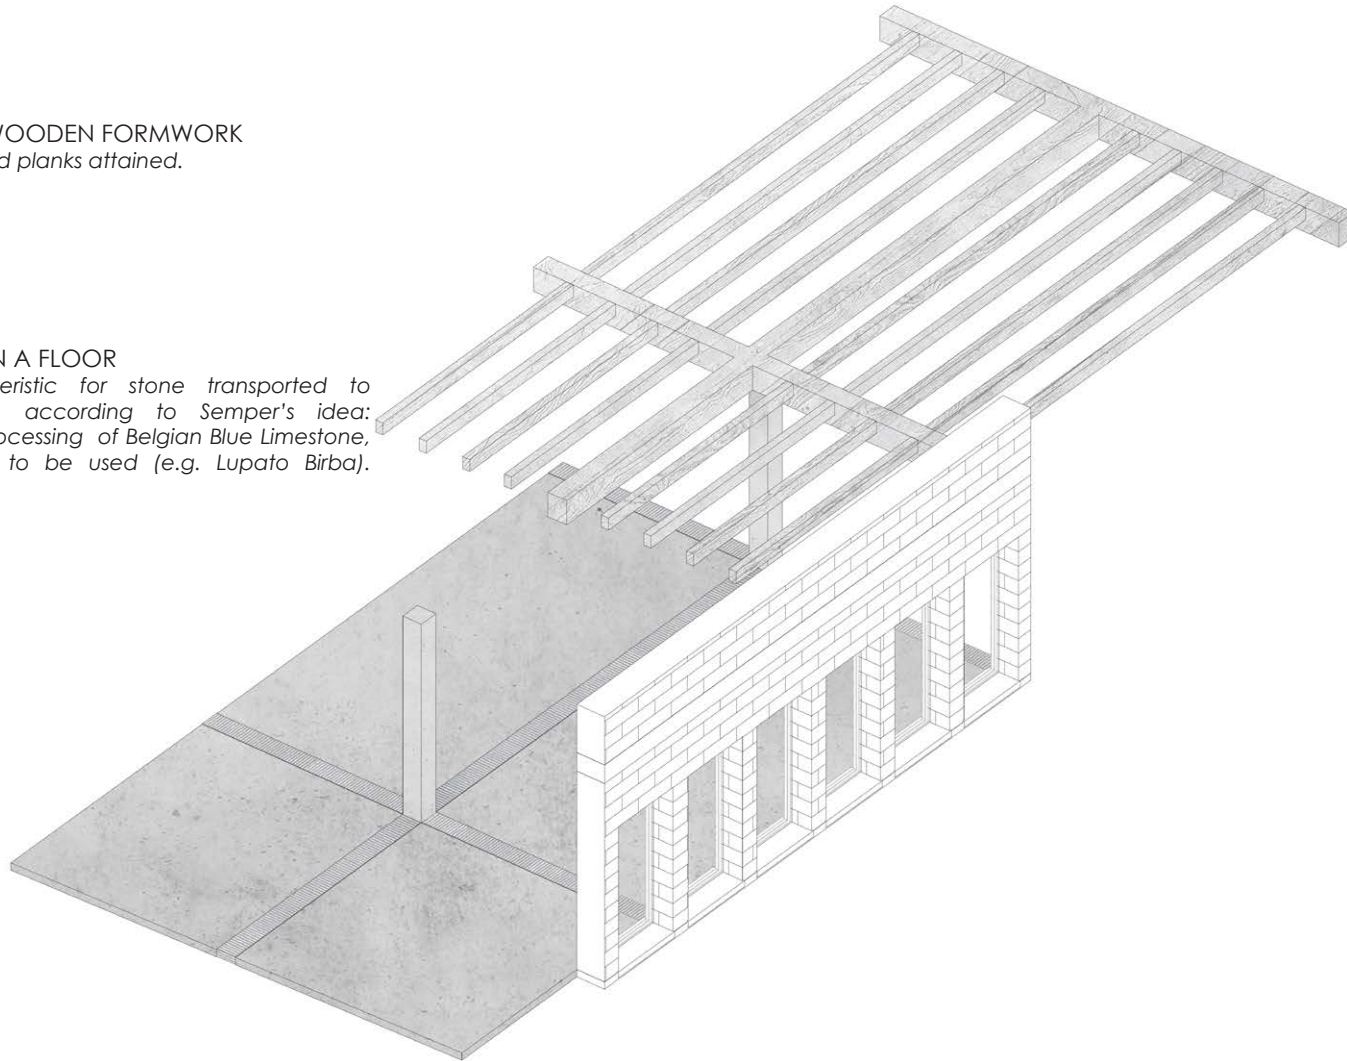 WOODEN FORMWORK
d planks attained.
N A FLOOR
eristic for stone transported to
according to Semper's idea:
ocessing of Belgian Blue Limestone,
to be used (e.g. Lupato Birba).